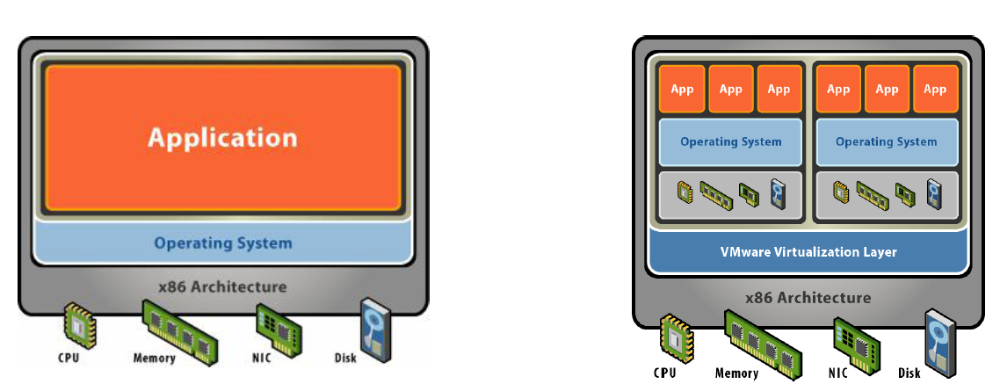 Application
Operating System
x86 Architecture
CPU Memory NIC Disk
App App App App App App
Operating System Operating System
VMware Virtualization Layer
x86 Architecture
CPU Memory NIC Disk